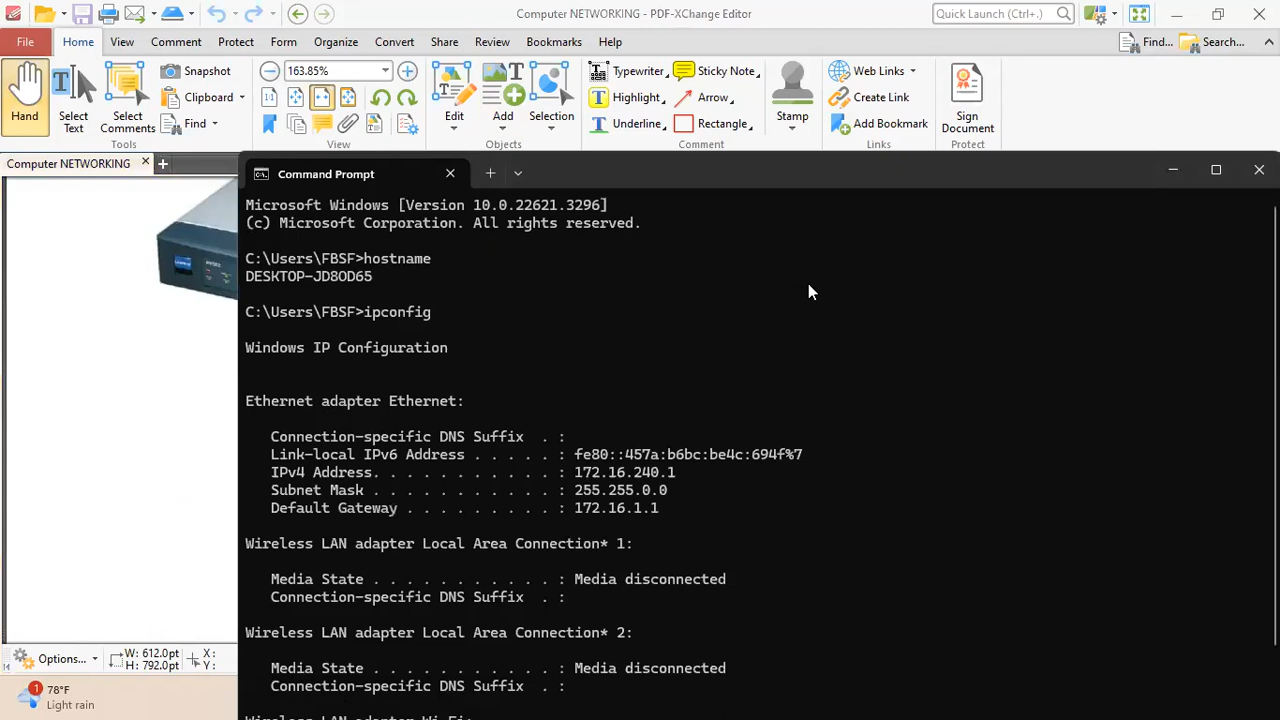 Computer NETWORKING - PDF-XChange Editor
Quick Launch (Ctrl+.)
File Home View Comment Protect Form Organize Convert Share Review Bookmarks Help Find... Search...
Hand
Select Text
Select Comments
Snapshot
Clipboard
Find
Tools
163.85%
View
Edit
Add
Selection
Objects
Typewriter
Highlight
Underline
Sticky Note
Arrow
Rectangle
Stamp
Comment
Web Links
Create Link
Add Bookmark
Links
Sign Document
Protect
Computer NETWORKING
Command Prompt
Microsoft Windows [Version 10.0.22621.3296]
(c) Microsoft Corporation. All rights reserved.
C:\Users\FBSF>hostname
DESKTOP-JD8OD65
C:\Users\FBSF>ipconfig
Windows IP Configuration
Ethernet adapter Ethernet:
Connection-specific DNS Suffix . :
Link-local IPv6 Address . . . . . : fe80::457a:b6bc:be4c:694f%7
IPv4 Address. . . . . . . . . . . : 172.16.240.1
Subnet Mask . . . . . . . . . . . : 255.255.0.0
Default Gateway . . . . . . . . . : 172.16.1.1
Wireless LAN adapter Local Area Connection* 1:
Media State . . . . . . . . . . . : Media disconnected
Connection-specific DNS Suffix . :
Wireless LAN adapter Local Area Connection* 2:
Media State . . . . . . . . . . . : Media disconnected
Connection-specific DNS Suffix . :
Wireless LAN adapter Wi-Fi:
Options...
W: 612.0pt
H: 792.0pt
X:
Y:
1
78°F
Light rain